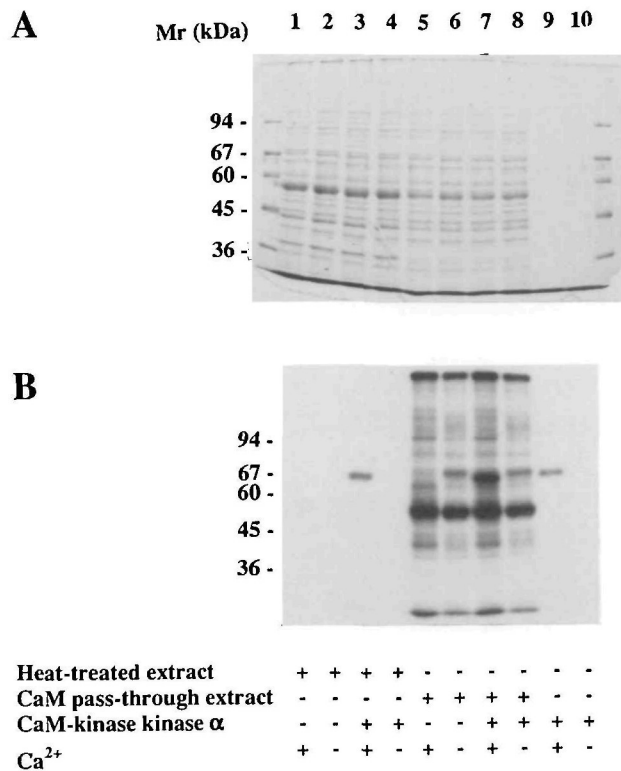 A
Mr (kDa) 1 2 3 4 5 6 7 8 9 10
94 -
67 -
60 -
45 -
36 -
B
94 -
67 -
60 -
45 -
36 -
Heat-treated extract + + + + - - - - - -
CaM pass-through extract - - - - + + + + - -
CaM-kinase kinase α - - + + - - + + + +
Ca2+ + - + - + - + - + -